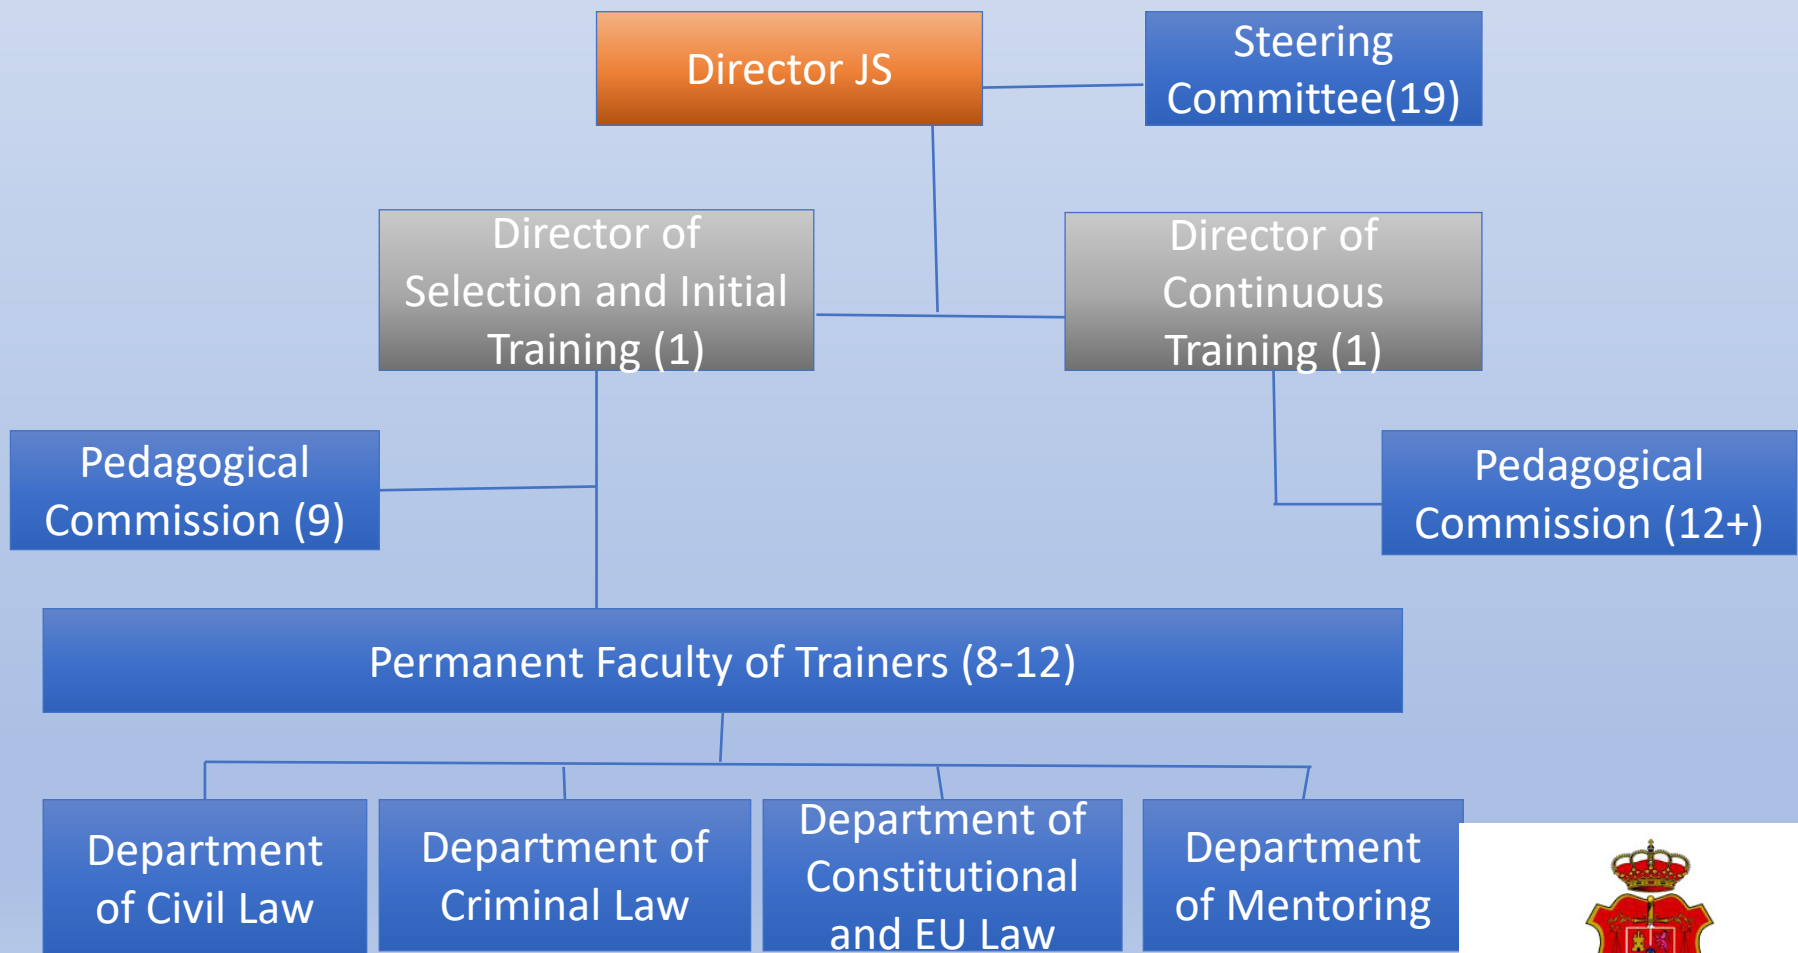 Director JS
Steering
Committee(19)
Director of
Selection and Initial
Training (1)
Director of
Continuous
Training (1)
Pedagogical
Commission (9)
Pedagogical
Commission (12+)
Permanent Faculty of Trainers (8-12)
Department
of Civil Law
Department of
Criminal Law
Department of
Constitutional
and EU Law
Department
of Mentoring